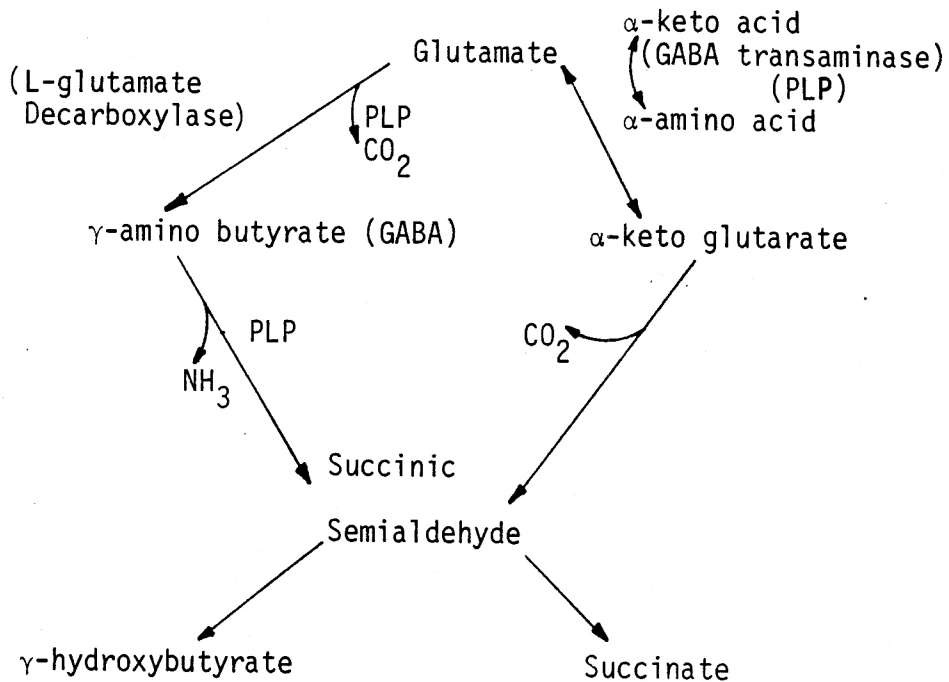 α-keto acid
Glutamate
(GABA transaminase)
(PLP)
α-amino acid
(L-glutamate
Decarboxylase)
PLP
CO2
γ-amino butyrate (GABA)
α-keto glutarate
PLP
NH3
CO2
Succinic
Semialdehyde
γ-hydroxybutyrate
Succinate